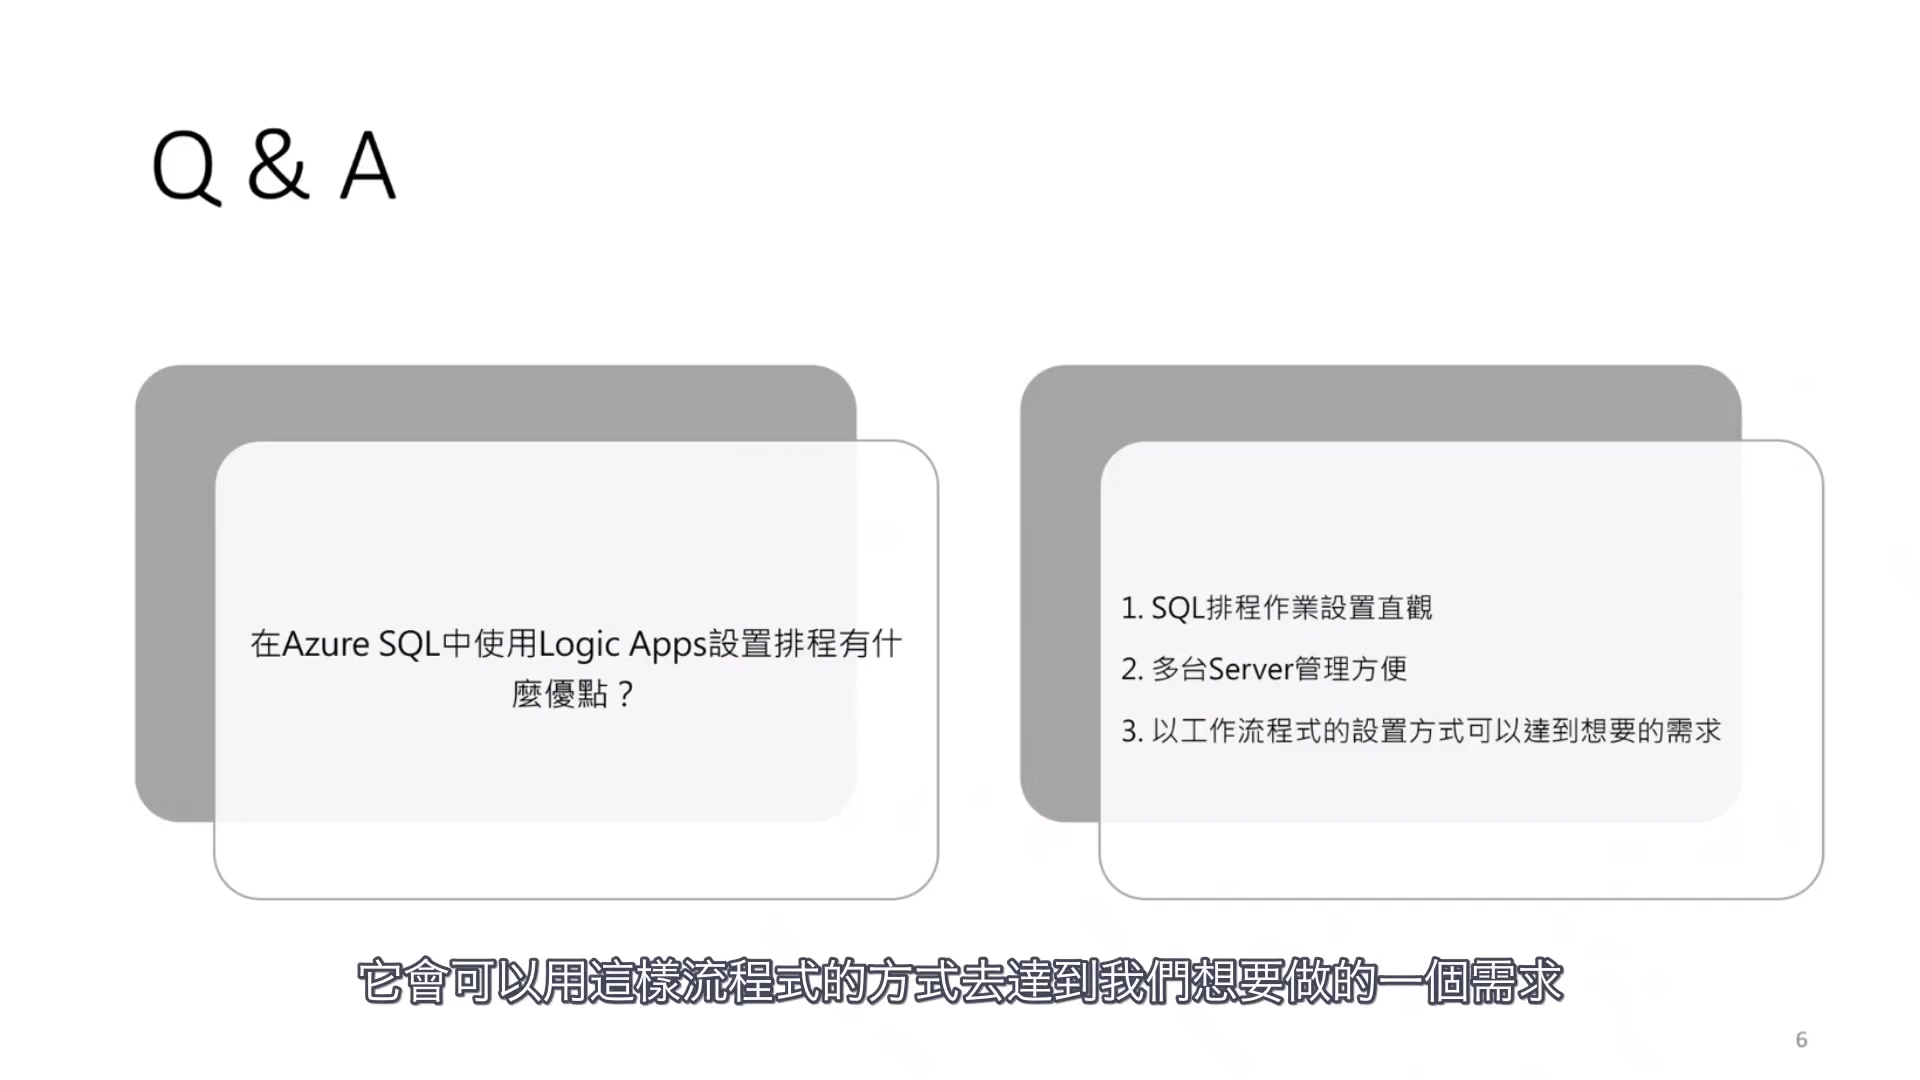 Q & A
在Azure SQL中使用Logic Apps設置排程有什
麼優點？
1. SQL排程作業設置直觀
2. 多台Server管理方便
3. 以工作流程式的設置方式可以達到想要的需求
它會可以用這樣流程式的方式去達到我們想要做的一個需求
6